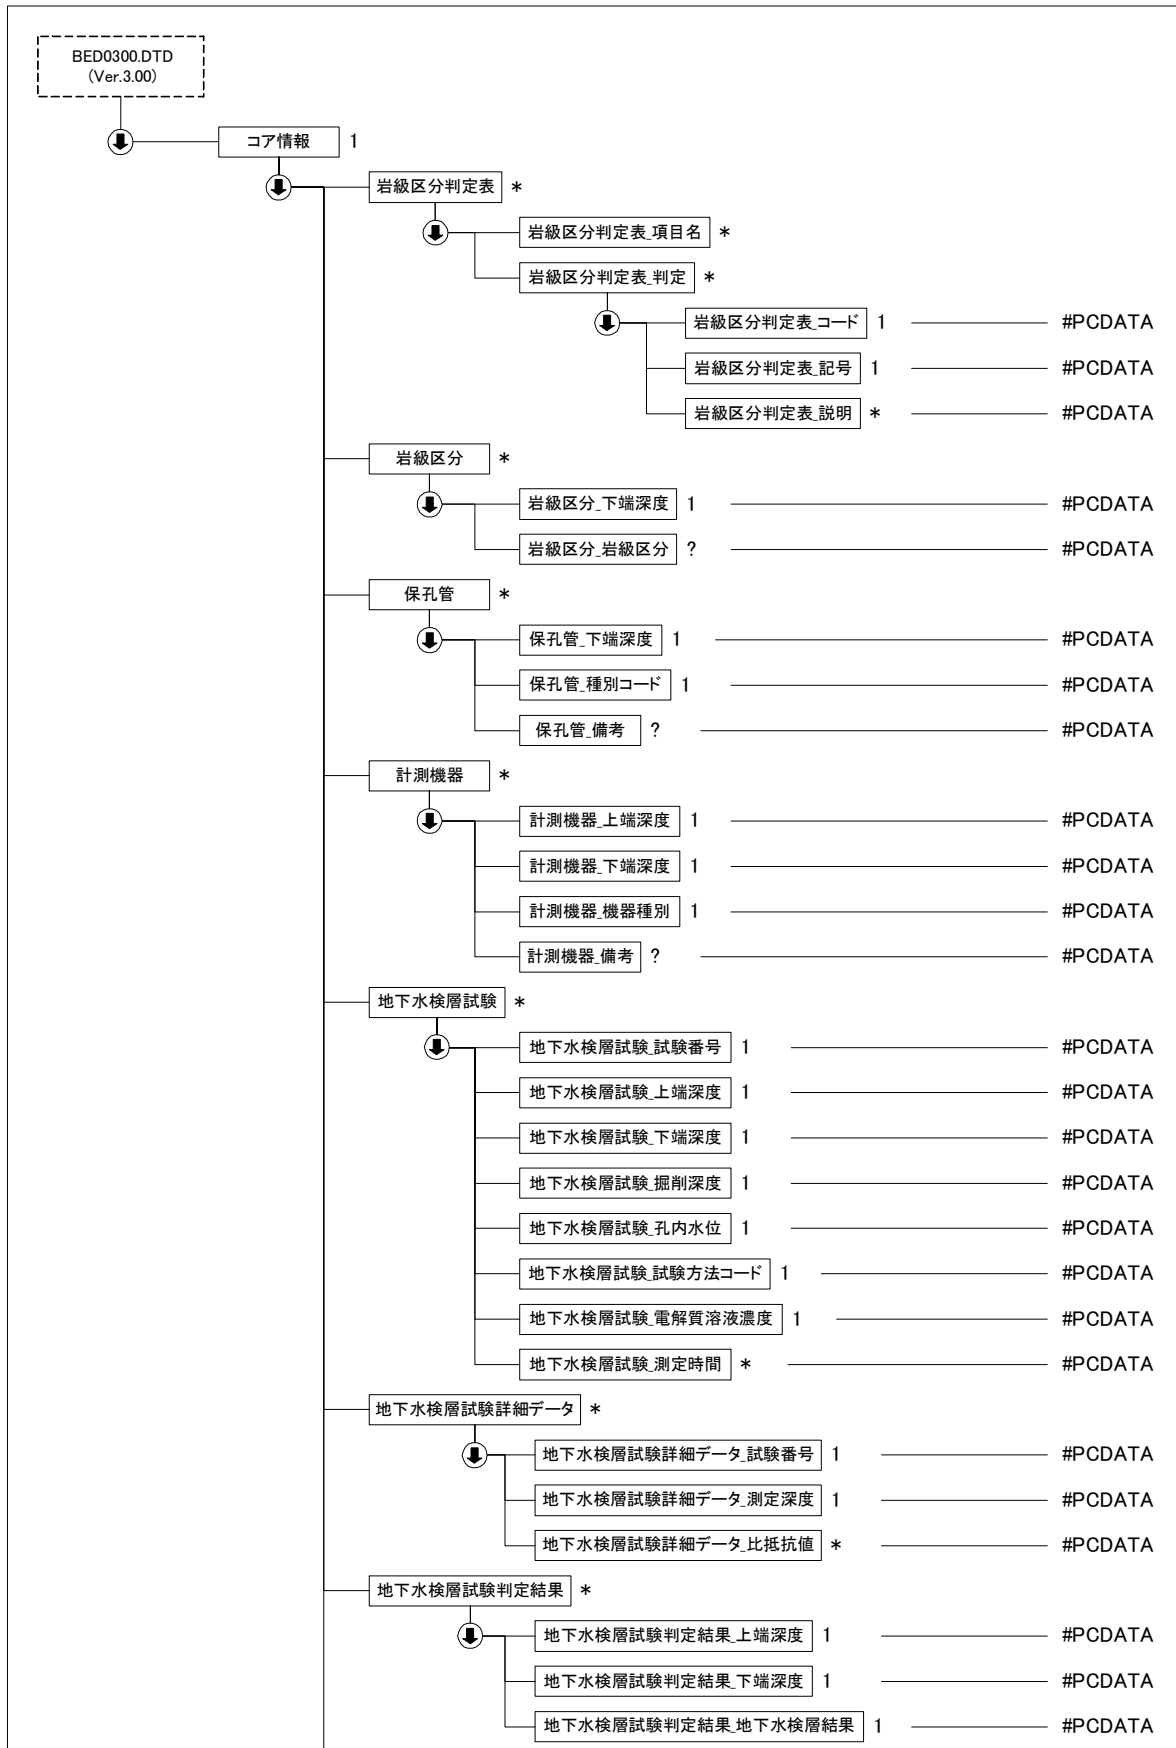 BED0300.DTD
(Ver.3.00)
コア情報 1
岩級区分判定表 *
岩級区分判定表_項目名 *
岩級区分判定表_判定 *
岩級区分判定表_コード 1 #PCDATA
岩級区分判定表_記号 1 #PCDATA
岩級区分判定表_説明 * #PCDATA
岩級区分 *
岩級区分_下端深度 1 #PCDATA
岩級区分_岩級区分 ? #PCDATA
保孔管 *
保孔管_下端深度 1 #PCDATA
保孔管_種別コード 1 #PCDATA
保孔管_備考 ? #PCDATA
計測機器 *
計測機器_上端深度 1 #PCDATA
計測機器_下端深度 1 #PCDATA
計測機器_機器種別 1 #PCDATA
計測機器_備考 ? #PCDATA
地下水検層試験 *
地下水検層試験_試験番号 1 #PCDATA
地下水検層試験_上端深度 1 #PCDATA
地下水検層試験_下端深度 1 #PCDATA
地下水検層試験_掘削深度 1 #PCDATA
地下水検層試験_孔内水位 1 #PCDATA
地下水検層試験_試験方法コード 1 #PCDATA
地下水検層試験_電解質溶液濃度 1 #PCDATA
地下水検層試験_測定時間 * #PCDATA
地下水検層試験詳細データ *
地下水検層試験詳細データ_試験番号 1 #PCDATA
地下水検層試験詳細データ_測定深度 1 #PCDATA
地下水検層試験詳細データ_比抵抗値 * #PCDATA
地下水検層試験判定結果 *
地下水検層試験判定結果_上端深度 1 #PCDATA
地下水検層試験判定結果_下端深度 1 #PCDATA
地下水検層試験判定結果_地下水検層結果 1 #PCDATA